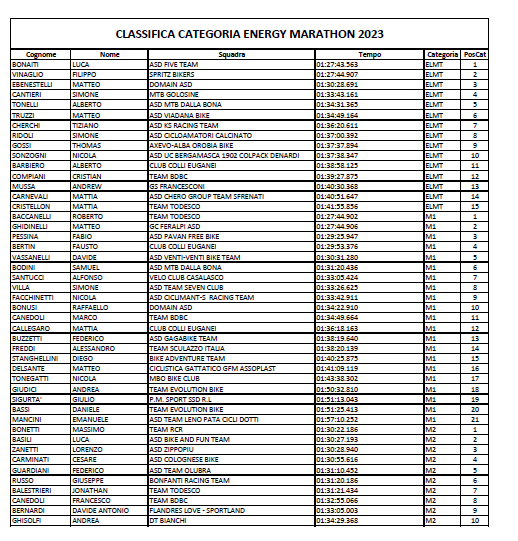 CLASSIFICA CATEGORIA ENERGY MARATHON 2023
Cognome Nome Squadra Tempo Categoria PosCat
BONAITI LUCA ASD FIVE TEAM 01:27:43.563 ELMT 1
VINAGLIO FILIPPO SPRITZ BIKERS 01:27:44.907 ELMT 2
EBENESTELLI MATTEO DOMAIN ASD 01:30:28.691 ELMT 3
CANTIERI SIMONE MTB GOLOSINE 01:33:43.161 ELMT 4
TONELLI ALBERTO ASD MTB DALLA BONA 01:34:31.365 ELMT 5
TRUZZI MATTEO ASD VIADANA BIKE 01:34:49.164 ELMT 6
CHERCHI TIZIANO ASD KS RACING TEAM 01:36:20.611 ELMT 7
RIDOLI SIMONE ASD CICLOAMATORI CALCINATO 01:37:00.392 ELMT 8
GOSSI THOMAS AXEVO-ALBA OROBIA BIKE 01:37:37.894 ELMT 9
SONZOGNI NICOLA ASD UC BERGAMASCA 1902 COLPACK DENARDI 01:37:38.347 ELMT 10
BARBIERO ALBERTO CLUB COLLI EUGANEI 01:38:58.125 ELMT 11
COMPIANI CRISTIAN TEAM BDBC 01:39:27.875 ELMT 12
MUSSA ANDREW GS FRANCESCONI 01:40:30.368 ELMT 13
CARNEVALI MATTIA ASD CHERO GROUP TEAM SFRENATI 01:40:51.647 ELMT 14
CRISTELLON MATTIA TEAM TODESCO 01:41:55.856 ELMT 15
BACCANELLI ROBERTO TEAM TODESCO 01:27:44.902 M1 1
GHIDINELLI MATTEO GC FERALPI ASD 01:27:44.906 M1 2
PESSINA FABIO ASD PAVAN FREE BIKE 01:29:25.947 M1 3
BERTIN FAUSTO CLUB COLLI EUGANEI 01:29:53.376 M1 4
VASSANELLI DAVIDE ASD VENTI-VENTI BIKE TEAM 01:30:31.280 M1 5
BODINI SAMUEL ASD MTB DALLA BONA 01:31:20.436 M1 6
SANTUCCI ALFONSO VELO CLUB CASALASCO 01:33:05.424 M1 7
VILLA SIMONE ASD TEAM SEVEN CLUB 01:33:26.625 M1 8
FACCHINETTI NICOLA ASD CICLIMANT-S RACING TEAM 01:33:42.911 M1 9
BONUSI RAFFAELLO DOMAIN ASD 01:34:22.910 M1 10
CANEDOLI MARCO TEAM BDBC 01:34:49.664 M1 11
CALLEGARO MATTIA CLUB COLLI EUGANEI 01:36:18.163 M1 12
BUZZETTI FEDERICO ASD GAGABIKE TEAM 01:38:19.640 M1 13
FREDDI ALESSANDRO TEAM SCULAZZO ITALIA 01:38:20.139 M1 14
STANGHELLINI DIEGO BIKE ADVENTURE TEAM 01:40:25.875 M1 15
DELSANTE MATTEO CICLISTICA GATTATICO GFM ASSOPLAST 01:41:09.119 M1 16
TONEGATTI NICOLA MBO BIKE CLUB 01:43:38.302 M1 17
GIUDICI ANDREA TEAM EVOLUTION BIKE 01:50:32.810 M1 18
SIGURTA' GIULIO P.M. SPORT SSD R.L 01:51:13.043 M1 19
BASSI DANIELE TEAM EVOLUTION BIKE 01:51:25.413 M1 20
MANCINI EMANUELE ASD TEAM LENO PATA CICLI DOTTI 01:57:10.252 M1 21
BONETTI MASSIMO TEAM RCR 01:30:22.186 M2 1
BASILI LUCA ASD BIKE AND FUN TEAM 01:30:27.193 M2 2
ZANETTI LORENZO ASD ZIPPOPIU 01:30:28.940 M2 3
CARMINATI CESARE ASD COLOGNESE BIKE 01:30:55.616 M2 4
GUARDIANI FEDERICO ASD TEAM OLUBRA 01:31:10.452 M2 5
RUSSO GIUSEPPE BONFANTI RACING TEAM 01:31:20.186 M2 6
BALESTRIERI JONATHAN TEAM TODESCO 01:31:21.434 M2 7
CANEDOLI FRANCESCO TEAM BDBC 01:32:55.066 M2 8
BERNARDI DAVIDE ANTONIO FLANDRES LOVE - SPORTLAND 01:33:05.003 M2 9
GHISOLFI ANDREA DT BIANCHI 01:34:29.368 M2 10